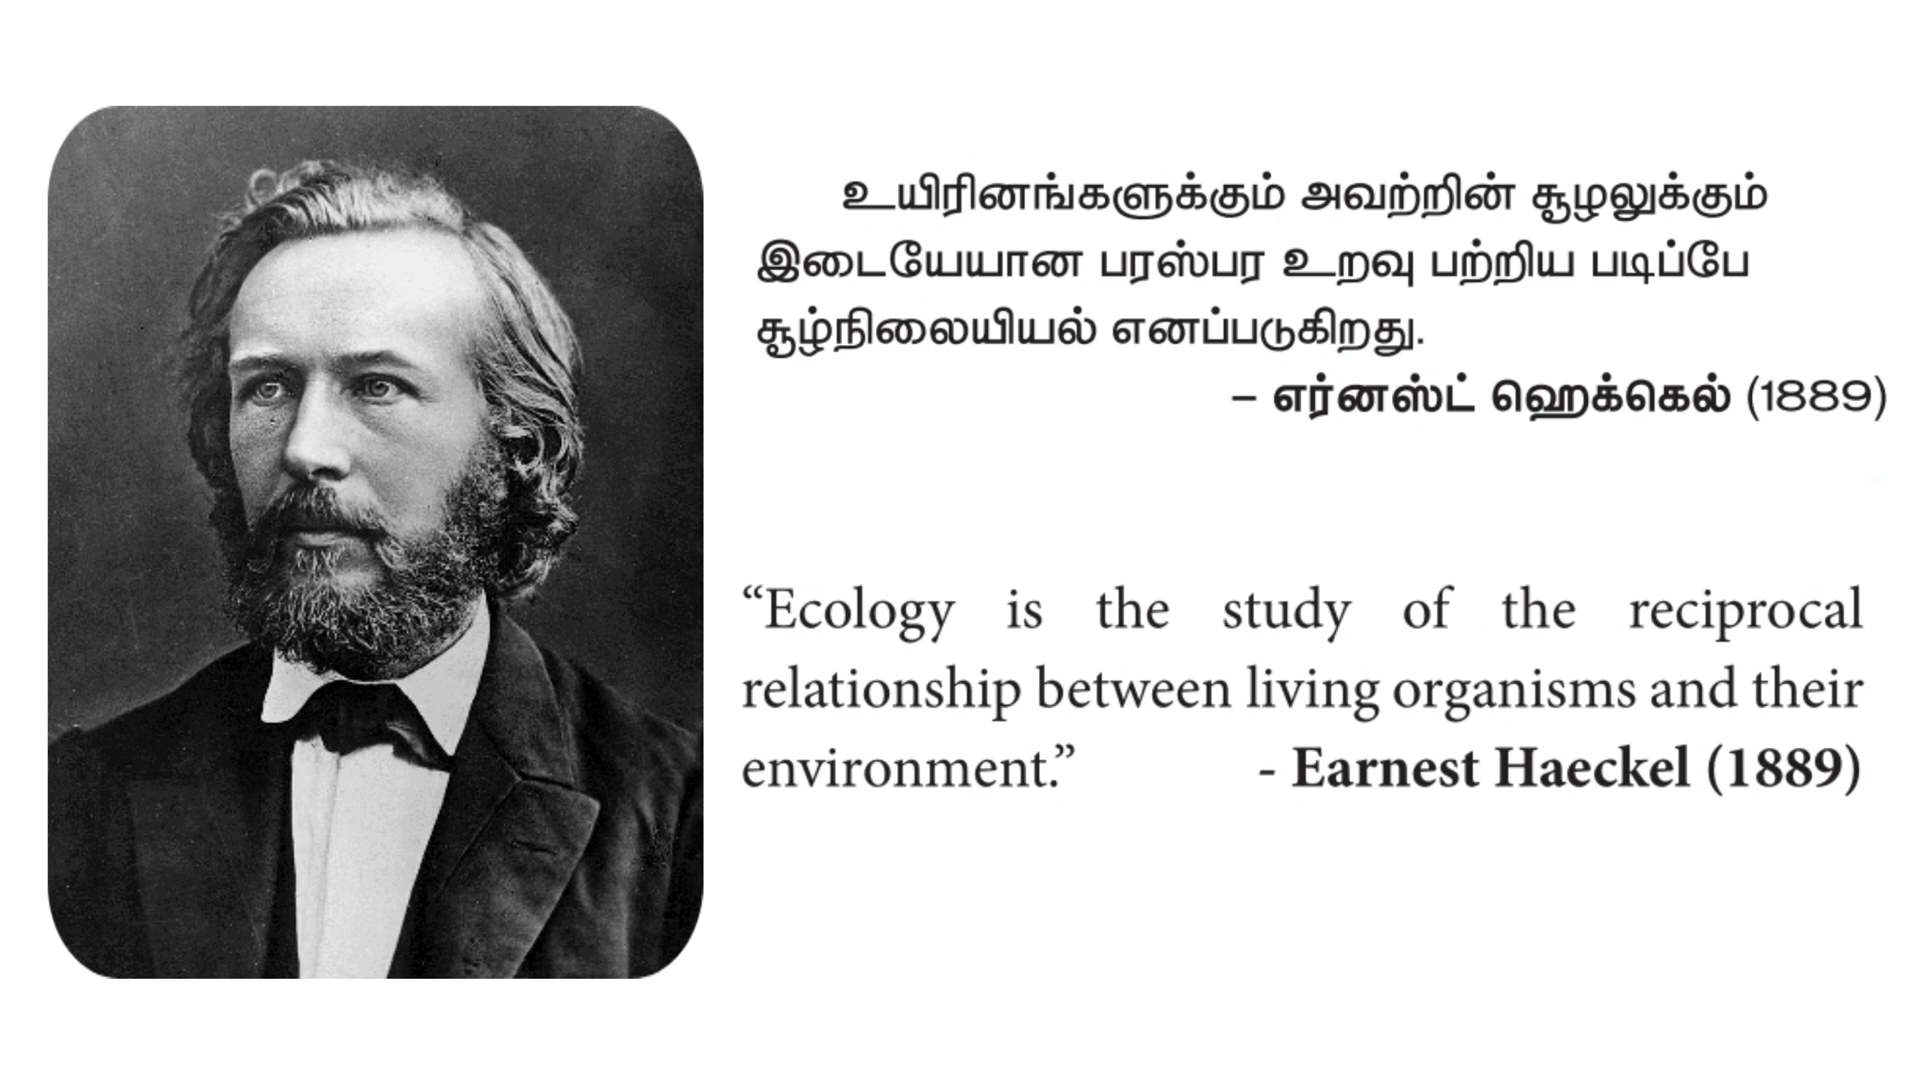 உயிரினங்களுக்கும் அவற்றின் சூழலுக்கும்
இடையேயான பரஸ்பர உறவு பற்றிய படிப்பே
சூழ்நிலையியல் எனப்படுகிறது.
– எர்னஸ்ட் ஹெக்கெல் (1889)
“Ecology is the study of the reciprocal
relationship between living organisms and their
environment.” - Earnest Haeckel (1889)